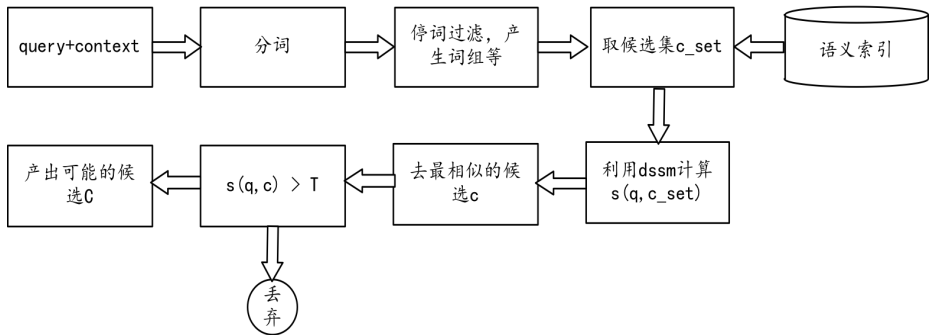 query+context
分词
停词过滤，产
生词组等
取候选集c_set
语义索引
产出可能的候
选C
s(q,c) > T
去最相似的候
选c
利用dssm计算
s(q,c_set)
丢
弃